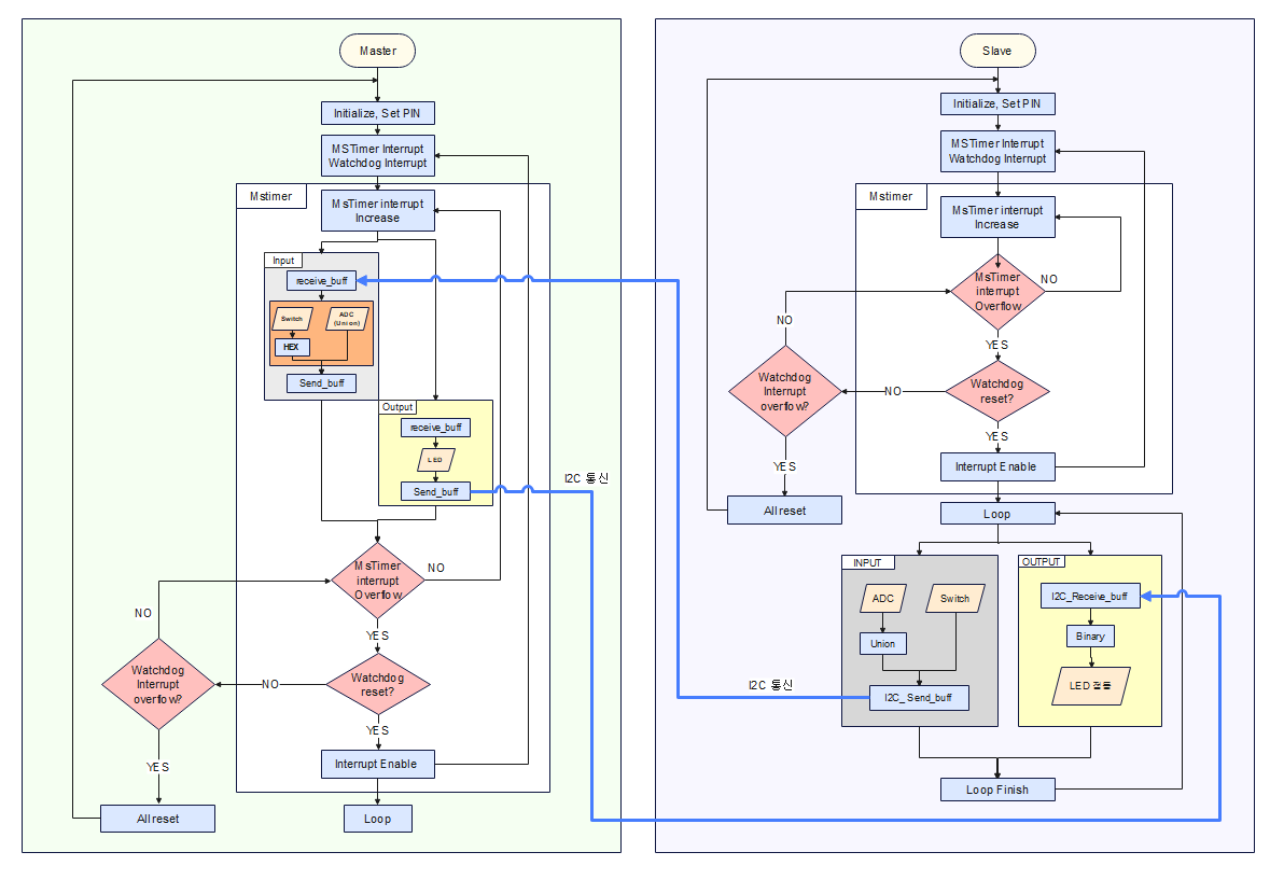 Master
Initialize, Set PIN
MSTimer Interrupt
Watchdog Interrupt
Mstimer
MsTimer interrupt
Increase
Input
receive_buff
Switch
ADC
(Union)
HEX
Send_buff
Output
receive_buff
LED
Send_buff
I2C 통신
MsTimer
interrupt
Overflow
NO
YES
NO
Watchdog
Interrupt
overflow?
NO
Watchdog
reset?
YES
YES
Interrupt Enable
All reset
Loop
Slave
Initialize, Set PIN
MSTimer Interrupt
Watchdog Interrupt
Mstimer
MsTimer interrupt
Increase
MsTimer
interrupt
Overflow
NO
YES
NO
Watchdog
Interrupt
overflow?
NO
Watchdog
reset?
YES
YES
Interrupt Enable
All reset
Loop
INPUT
ADC
Switch
Union
I2C_ Send_buff
I2C 통신
OUTPUT
I2C_Receive_buff
Binary
LED 점등
Loop Finish